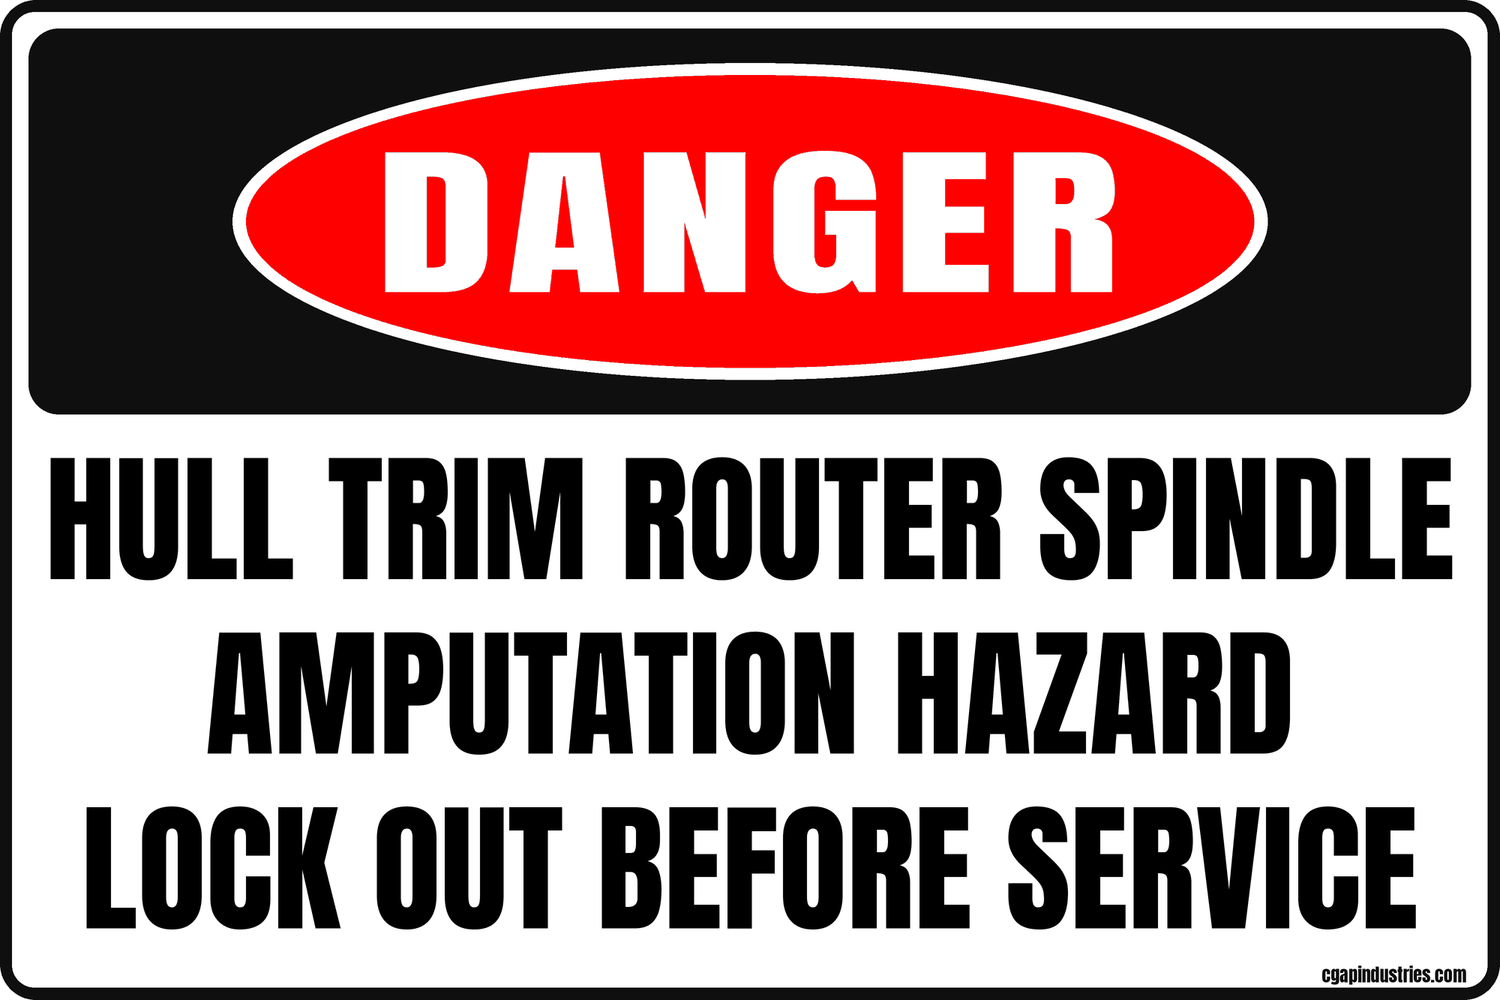 DANGER
HULL TRIM ROUTER SPINDLE
AMPUTATION HAZARD
LOCK OUT BEFORE SERVICE
cgapindustries.com